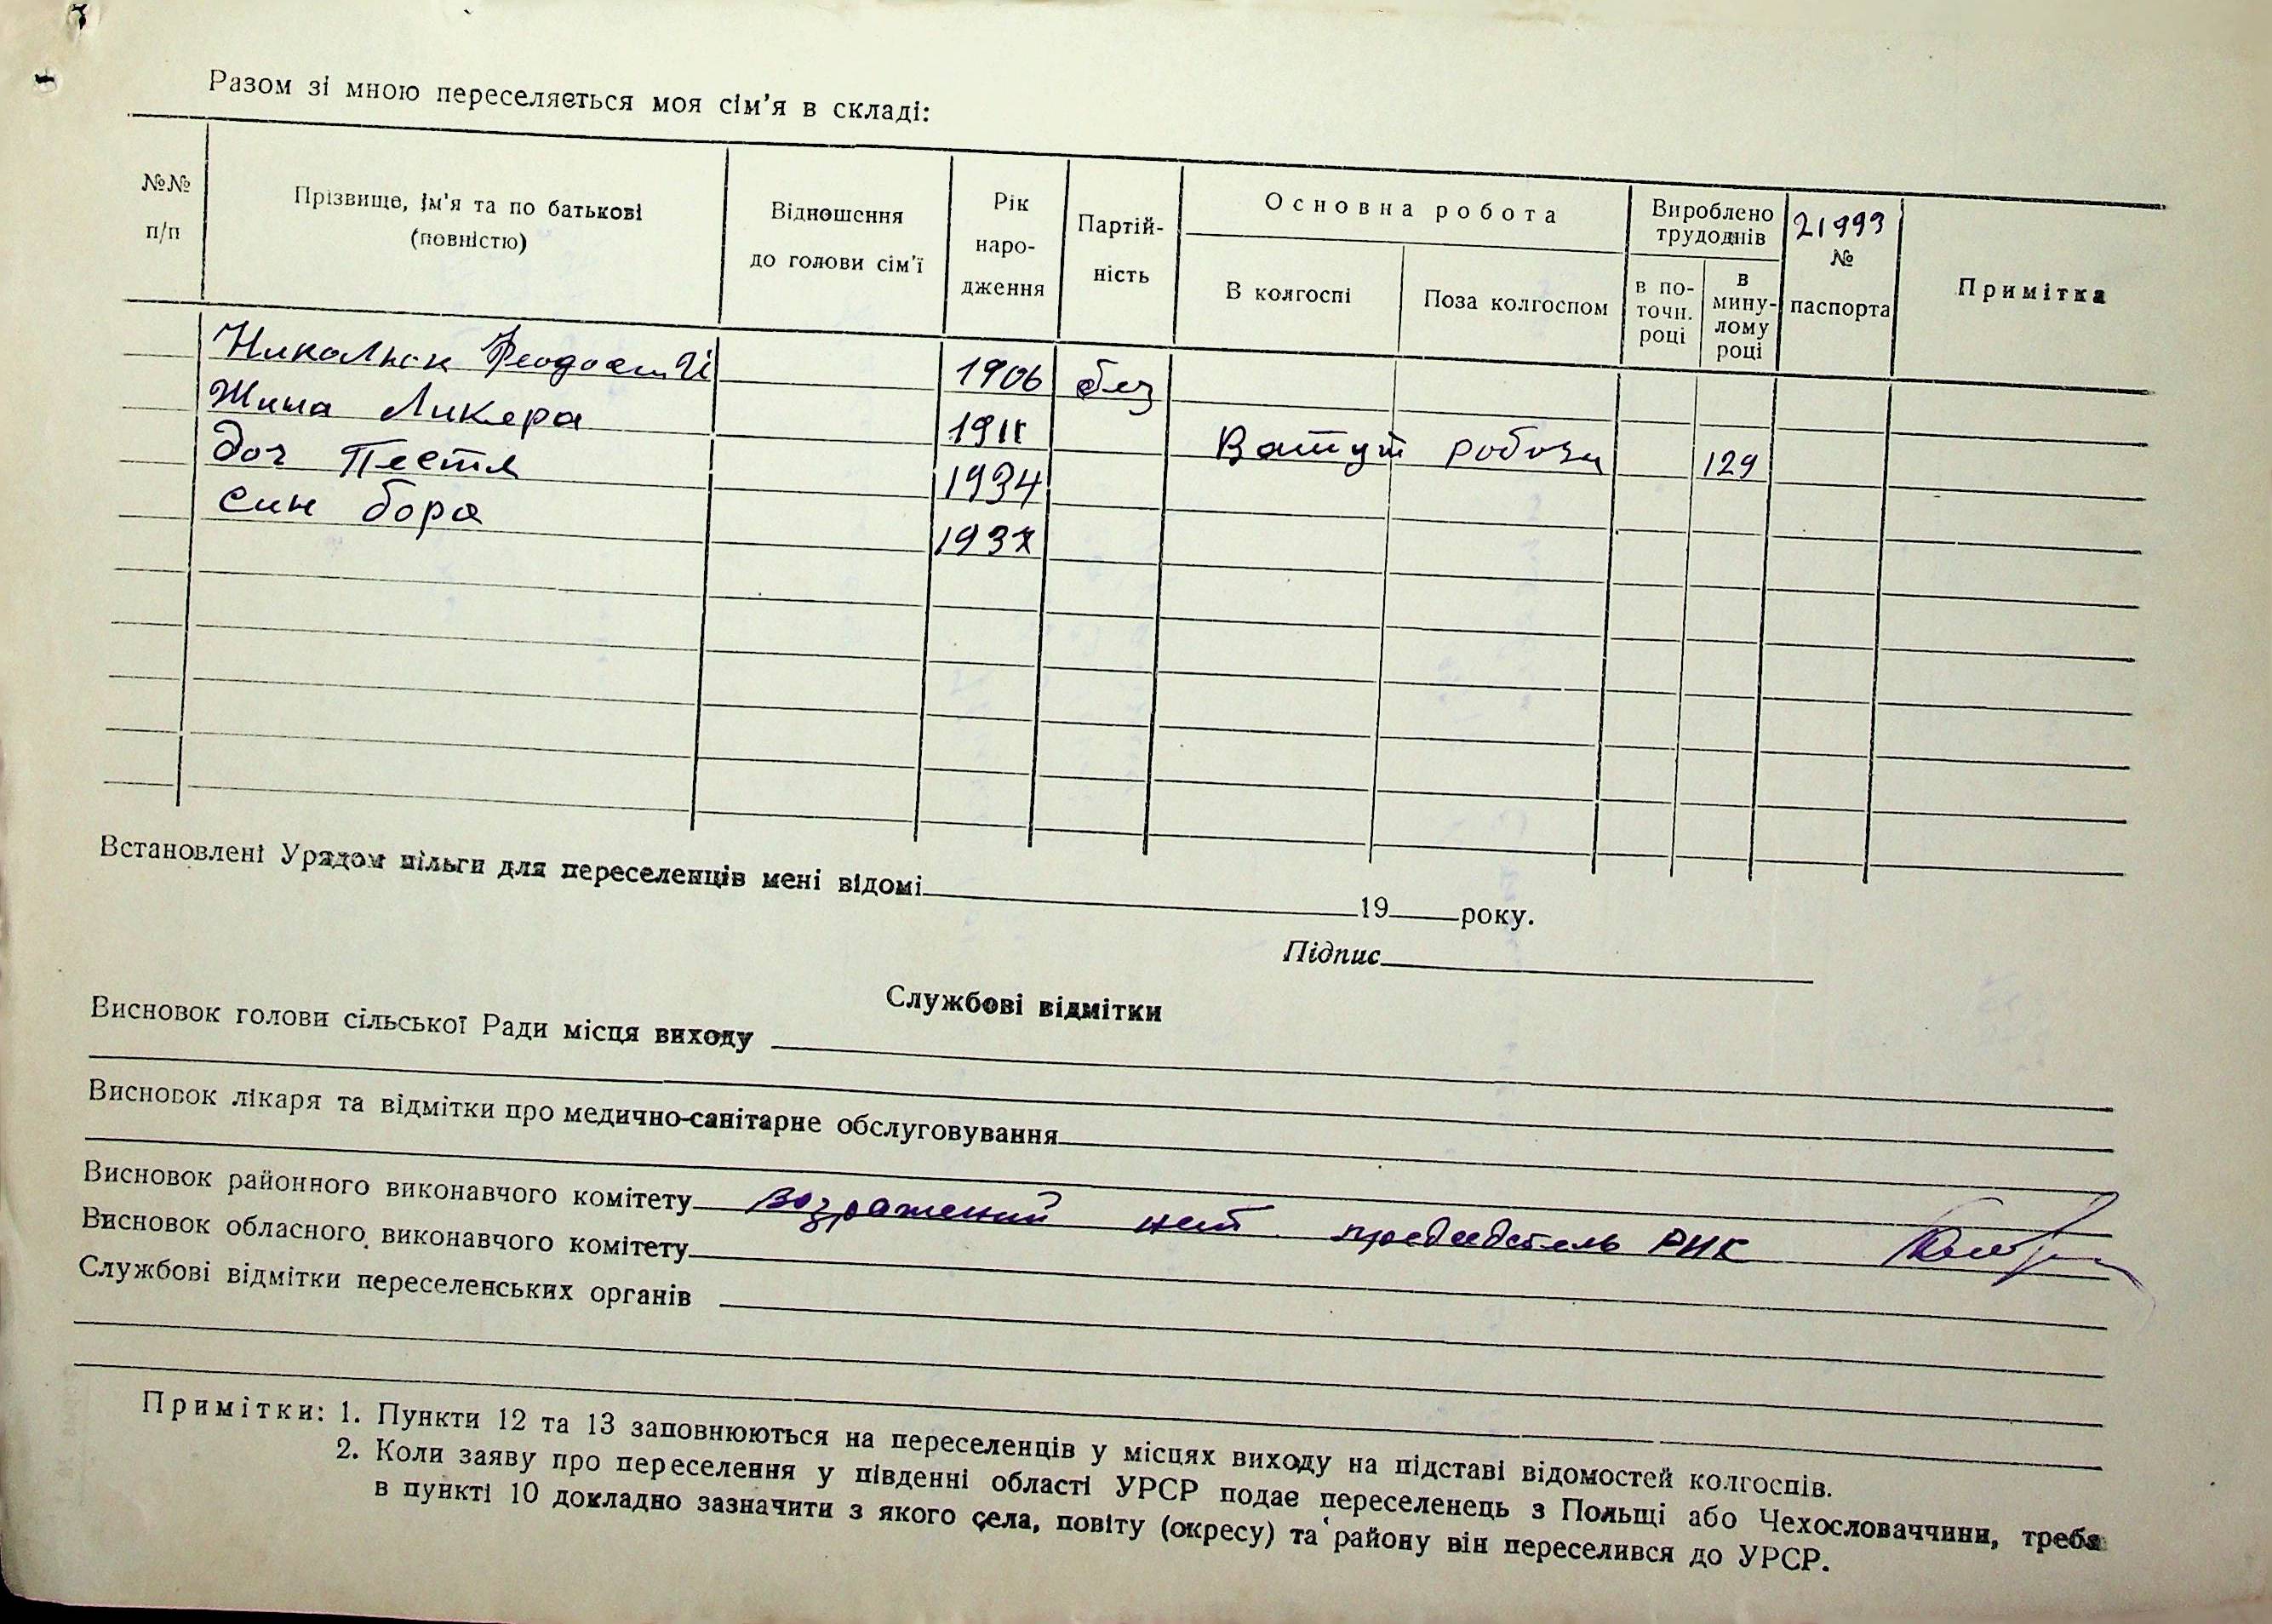 Разом зі мною переселяється моя сім'я в складі:
№№ п/п
Прізвище, ім'я та по батькові (повністю)
Відношення до голови сім'ї
Рік народження
Партійність
Основна робота
В колгоспі
Поза колгоспом
Вироблено трудоднів
в поточн. році
в минулому році
21993 № паспорта
Примітка
1906 без
Жина Ликера 1911 робочи 129
доч 1934
син бора 1937
Встановлені Урядом пільги для переселенців мені відомі 19 року.
Підпис
Службові відмітки
Висновок голови сільської Ради місця виходу
Висновок лікаря та відмітки про медично-санітарне обслуговування
Висновок районного виконавчого комітету возражений нет председатель РИК
Висновок обласного виконавчого комітету
Службові відмітки переселенських органів
Примітки: 1. Пункти 12 та 13 заповнюються на переселенців у місцях виходу на підставі відомостей колгоспів.
2. Коли заяву про переселення у південні області УРСР подає переселенець з Польщі або Чехословаччини, треба
в пункті 10 докладно зазначити з якого села, повіту (окресу) та району він переселився до УРСР.